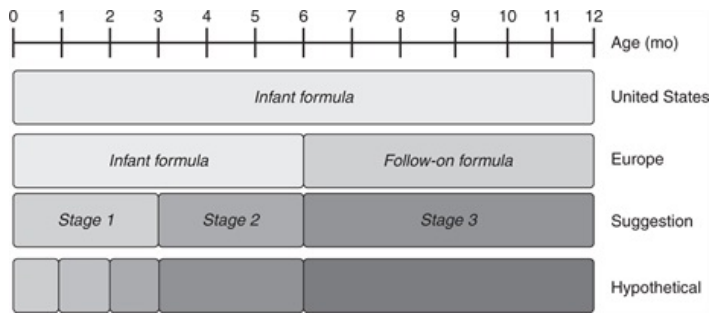 0 1 2 3 4 5 6 7 8 9 10 11 12
Age (mo)
Infant formula United States
Infant formula Follow-on formula Europe
Stage 1 Stage 2 Stage 3 Suggestion
Hypothetical